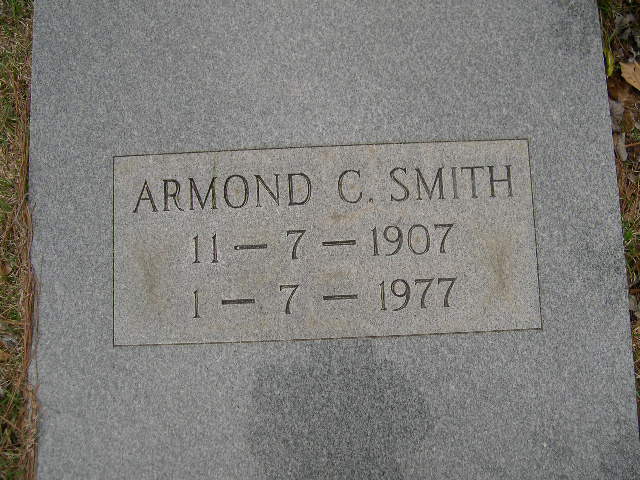 ARMOND C. SMITH
11 — 7 — 1907
1 — 7 — 1977